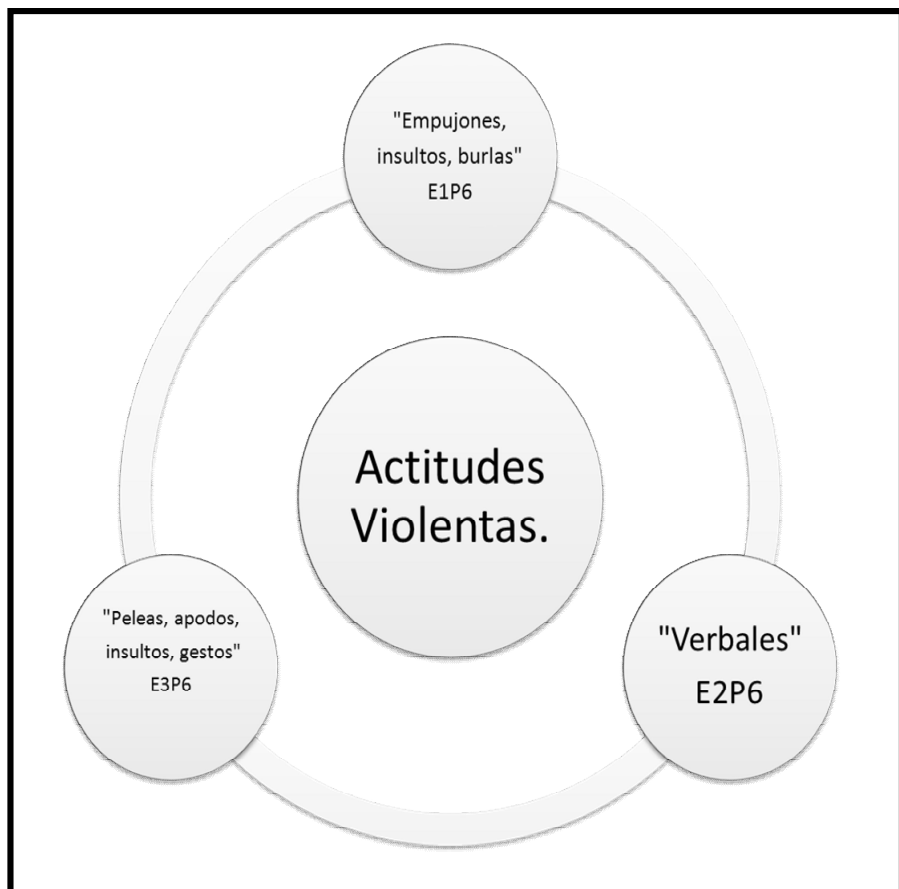 "Empujones,
insultos, burlas"
E1P6
Actitudes
Violentas.
"Peleas, apodos,
insultos, gestos"
E3P6
"Verbales"
E2P6